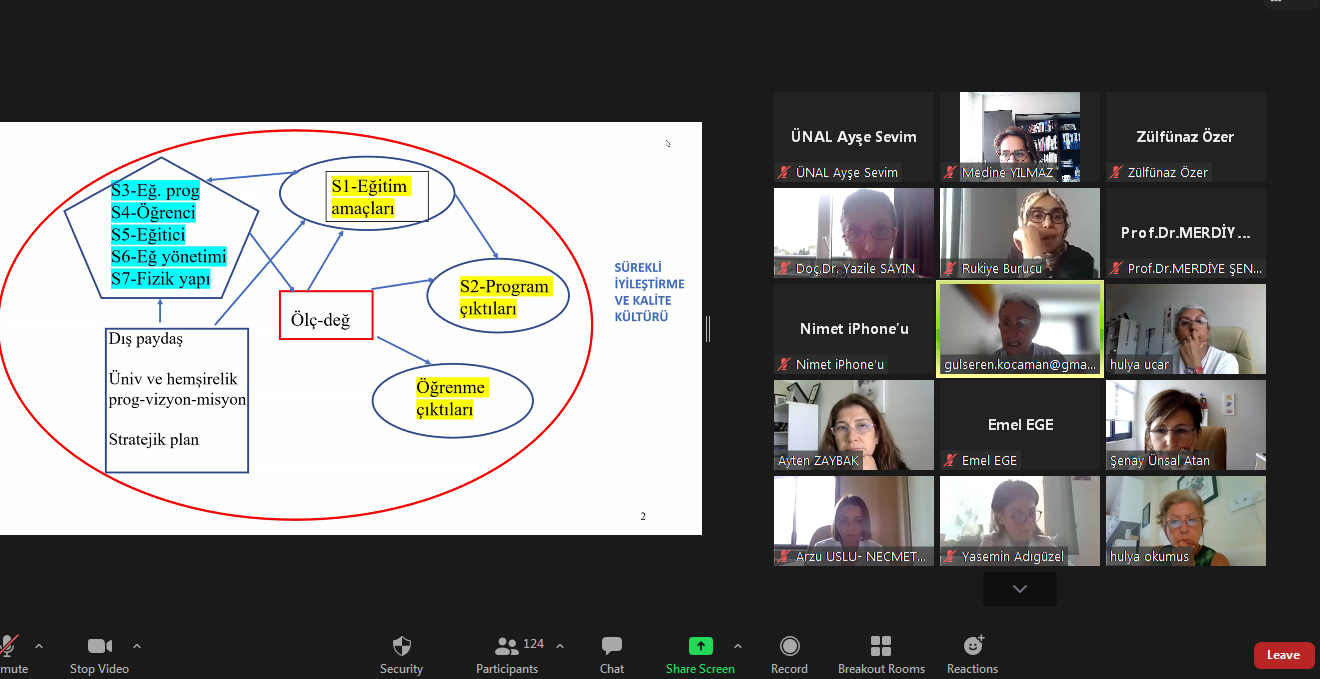 S3-Eğ. prog
S4-Öğrenci
S5-Eğitici
S6-Eğ yönetimi
S7-Fizik yapı
S1-Eğitim
amaçları
S2-Program
çıktıları
Ölç-değ
Öğrenme
çıktıları
Dış paydaş
Üniv ve hemşirelik
prog-vizyon-misyon
Stratejik plan
SÜREKLİ
İYİLEŞTİRME
VE KALİTE
KÜLTÜRÜ
2
ÜNAL Ayşe Sevim
ÜNAL Ayşe Sevim
Medine YILMAZ
Zülfünaz Özer
Zülfünaz Özer
Doç.Dr. Yazile SAYIN
Rukiye Burucu
Prof.Dr.MERDİY ...
Prof.Dr.MERDİYE ŞEN...
Nimet iPhone'u
Nimet iPhone'u
gulseren.kocaman@gma...
hulya ucar
Ayten ZAYBAK
Emel EGE
Emel EGE
Şenay Ünsal Atan
Arzu USLU- NECMET...
Yasemin Adıgüzel
hulya okumus
mute
Stop Video
Security
124
Participants
Chat
Share Screen
Record
Breakout Rooms
Reactions
Leave